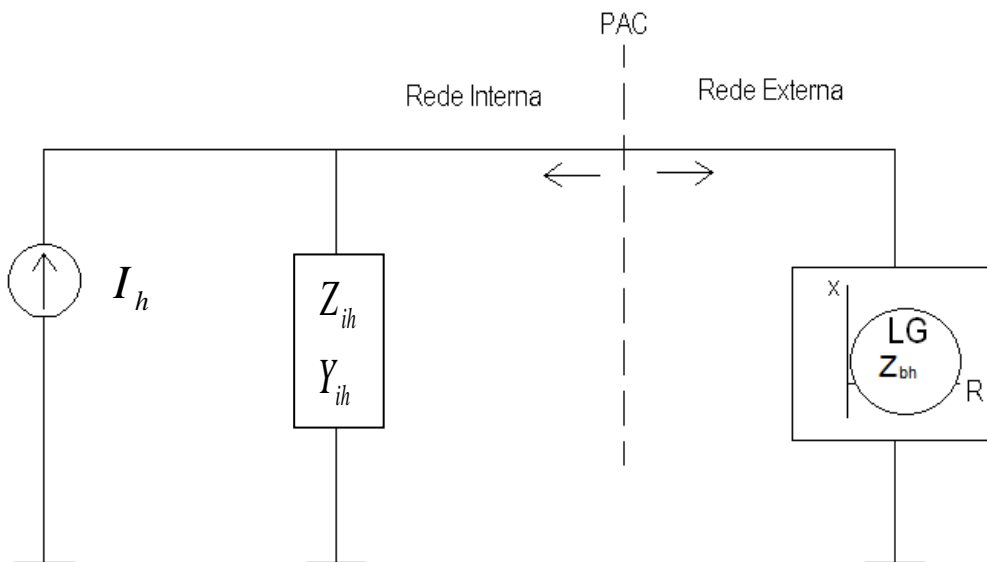 PAC
Rede Interna
Rede Externa
I_h
Z_ih
Y_ih
X
LG
Z_bh
R